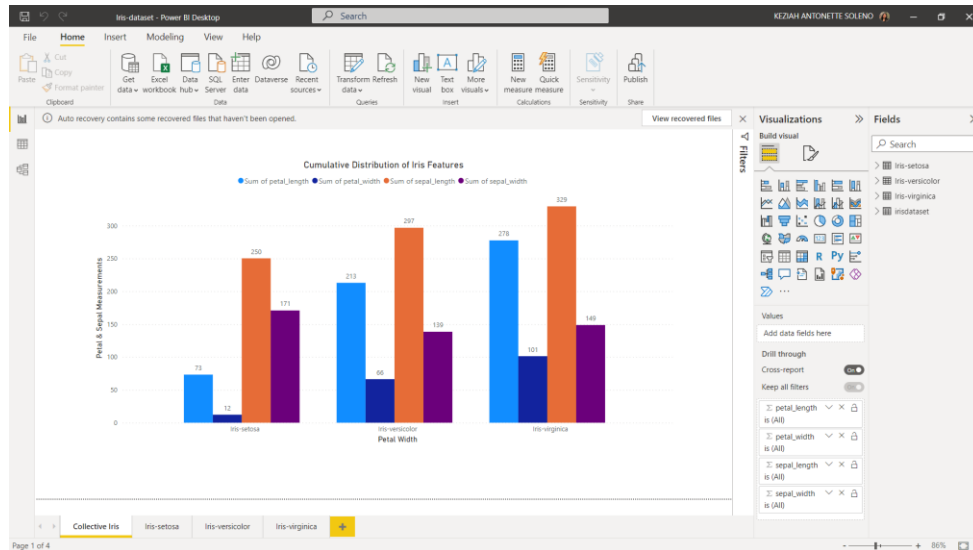 Iris-dataset - Power BI Desktop
Search
KEZIAH ANTONETTE SOLENO
File Home Insert Modeling View Help
Paste
Cut
Copy
Format painter
Clipboard
Get data
Excel workbook
Data hub
SQL Server
Enter data
Dataverse
Recent sources
Data
Transform data
Refresh
Queries
New visual
Text box
More visuals
Insert
New measure
Quick measure
Calculations
Sensitivity
Sensitivity
Publish
Share
Auto recovery contains some recovered files that haven't been opened.
View recovered files
Filters
Cumulative Distribution of Iris Features
Sum of petal_length Sum of petal_width Sum of sepal_length Sum of sepal_width
Petal & Sepal Measurements
300
250
200
150
100
50
0
73
12
250
171
213
66
297
139
278
101
329
149
Iris-setosa
Iris-versicolor
Iris-virginica
Petal Width
Visualizations
Build visual
R
Py
Values
Add data fields here
Drill through
Cross-report
On
Keep all filters
petal_length
is (All)
petal_width
is (All)
sepal_length
is (All)
sepal_width
is (All)
Fields
Search
Iris-setosa
Iris-versicolor
Iris-virginica
irisdataset
Collective Iris
Iris-setosa
Iris-versicolor
Iris-virginica
Page 1 of 4
86%